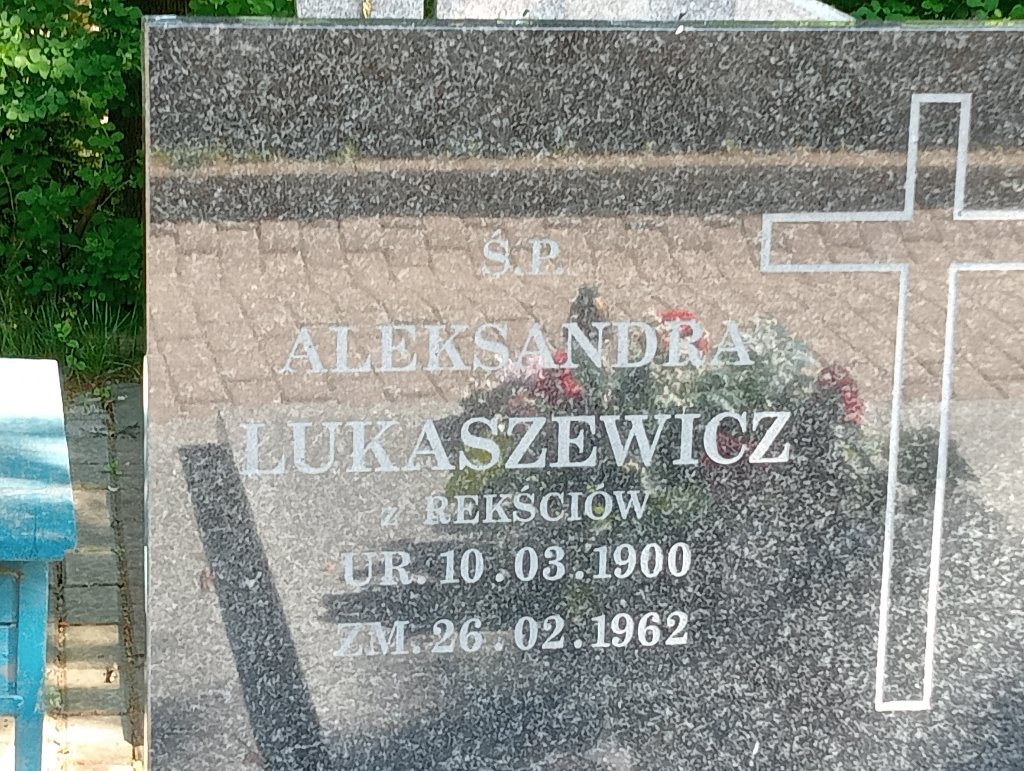 Ś.P.
ALEKSANDRA
ŁUKASZEWICZ
z REKŚCIÓW
UR. 10.03.1900
ZM. 26.02.1962